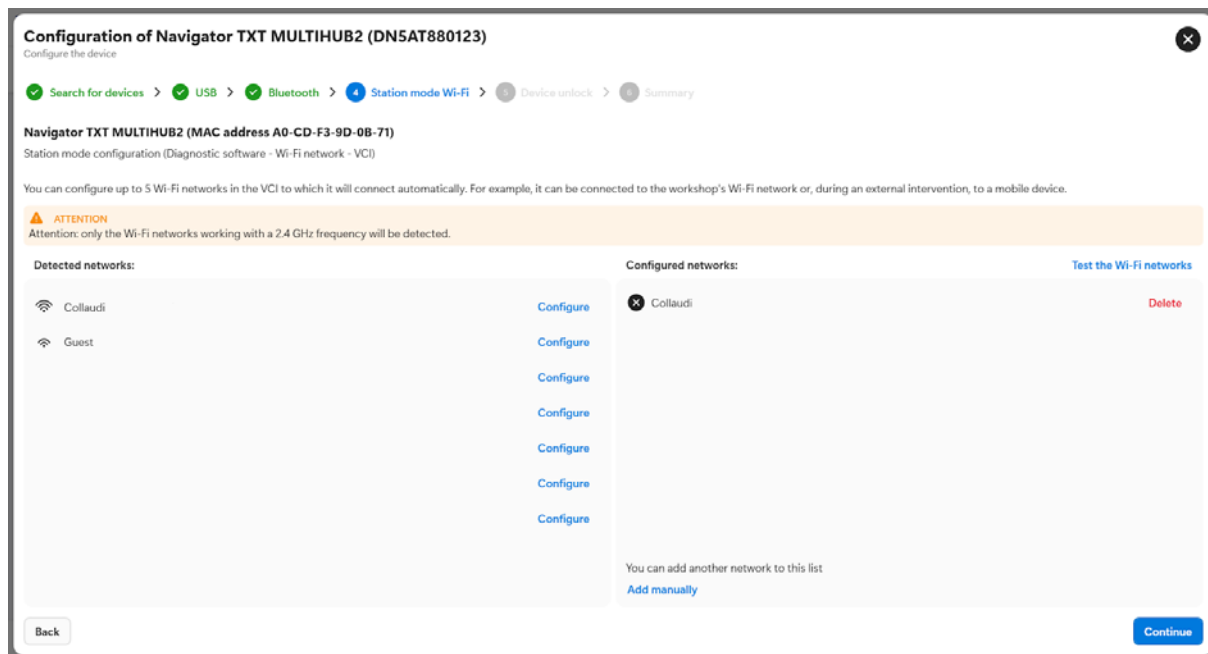 Configuration of Navigator TXT MULTIHUB2 (DN5AT880123)
Configure the device
Search for devices > USB > Bluetooth > 4 Station mode Wi-Fi > 5 Device unlock > 6 Summary
Navigator TXT MULTIHUB2 (MAC address A0-CD-F3-9D-0B-71)
Station mode configuration (Diagnostic software - Wi-Fi network - VCI)
You can configure up to 5 Wi-Fi networks in the VCI to which it will connect automatically. For example, it can be connected to the workshop's Wi-Fi network or, during an external intervention, to a mobile device.
ATTENTION
Attention: only the Wi-Fi networks working with a 2.4 GHz frequency will be detected.
Detected networks:
Collaudi Configure
Guest Configure
Configure
Configure
Configure
Configure
Configure
Configured networks: Test the Wi-Fi networks
Collaudi Delete
You can add another network to this list
Add manually
Back Continue